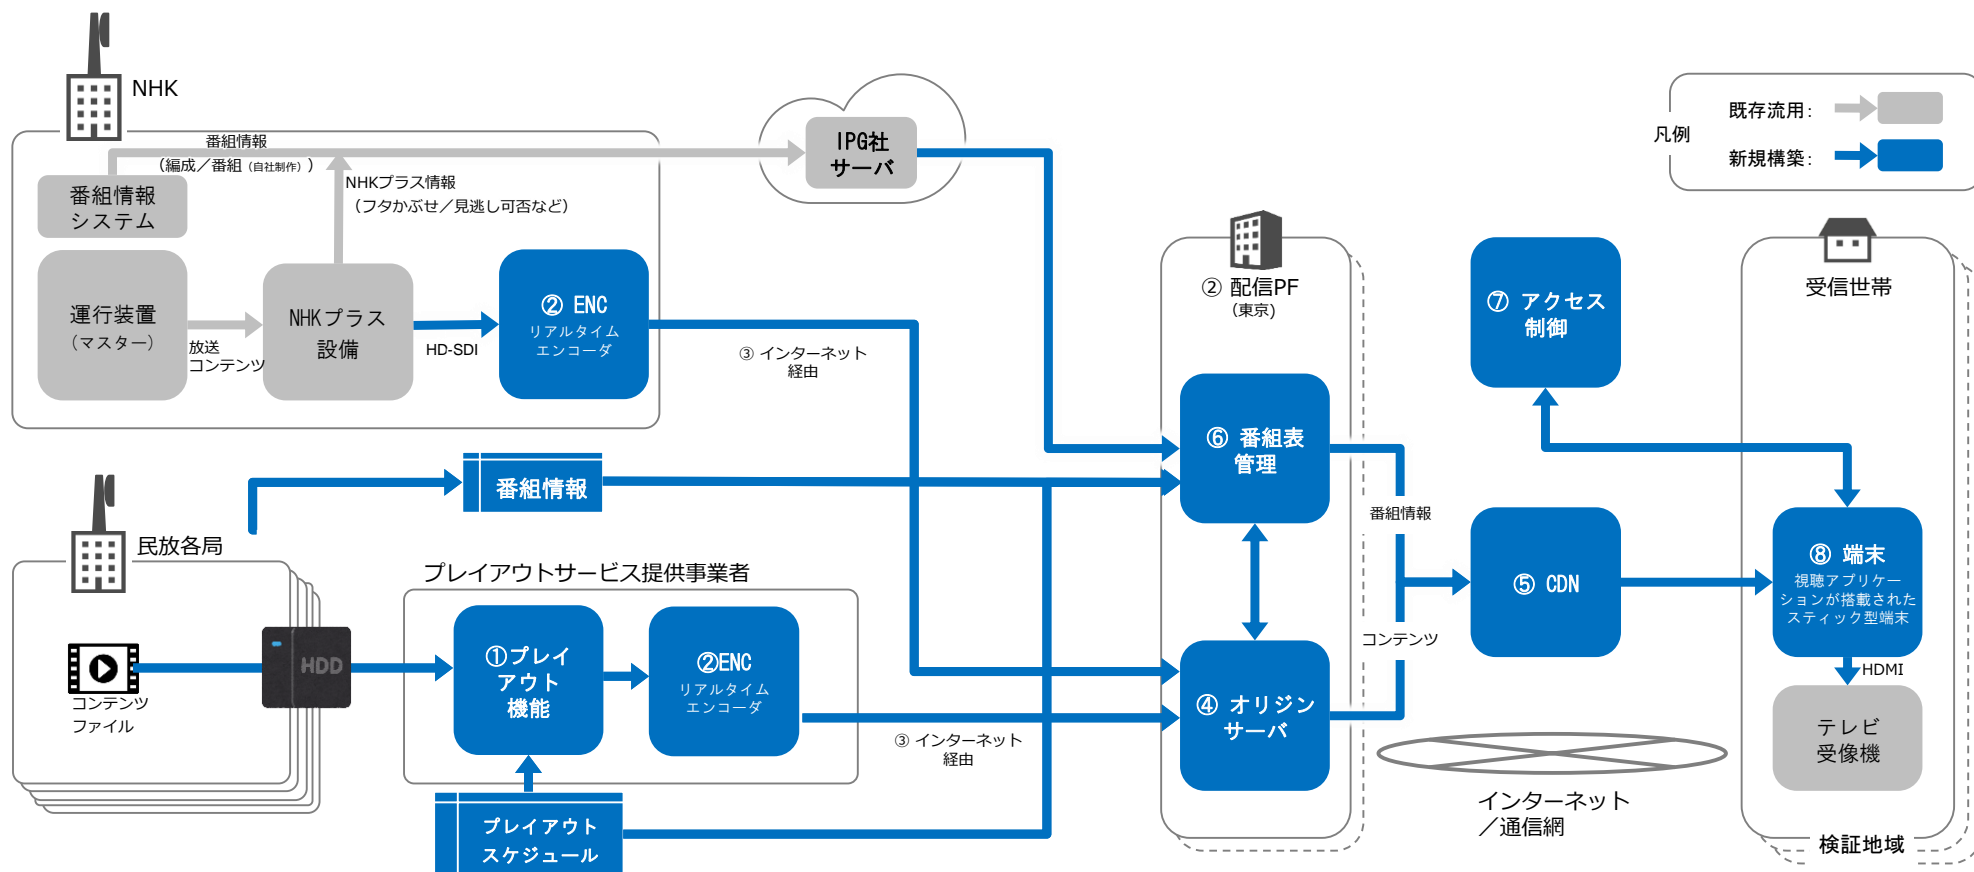 NHK
番組情報
（編成／番組（自社制作））
番組情報
システム
NHKプラス情報
（フタかぶせ／見逃し可否など）
運行装置
（マスター）
放送
コンテンツ
NHKプラス
設備
HD-SDI
② ENC
リアルタイム
エンコーダ
IPG社
サーバ
③ インターネット
経由
凡例
既存流用：
新規構築：
民放各局
番組情報
コンテンツ
ファイル
HDD
プレイアウトサービス提供事業者
①プレイ
アウト
機能
②ENC
リアルタイム
エンコーダ
プレイアウト
スケジュール
③ インターネット
経由
② 配信PF
（東京）
⑥ 番組表
管理
④ オリジン
サーバ
番組情報
コンテンツ
⑦ アクセス
制御
⑤ CDN
インターネット
／通信網
受信世帯
⑧ 端末
視聴アプリケー
ションが搭載された
スティック型端末
HDMI
テレビ
受像機
検証地域